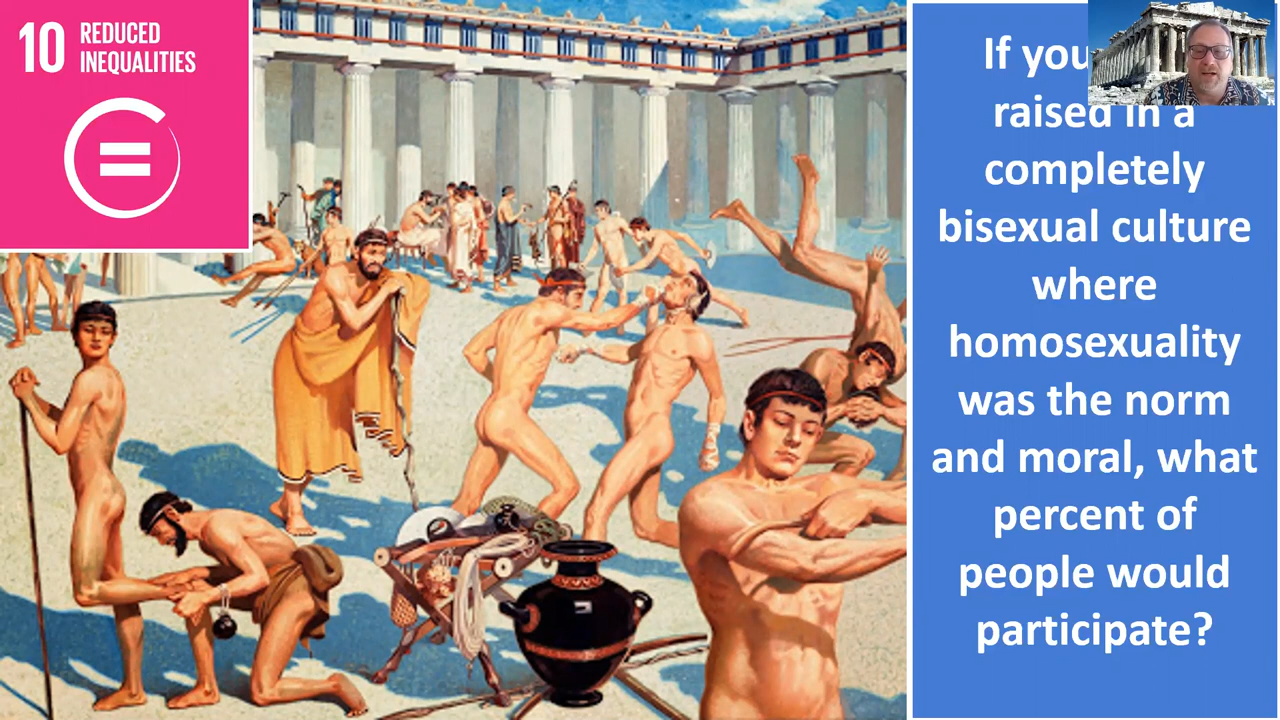 10 REDUCED
INEQUALITIES
If you
raised in a
completely
bisexual culture
where
homosexuality
was the norm
and moral, what
percent of
people would
participate?